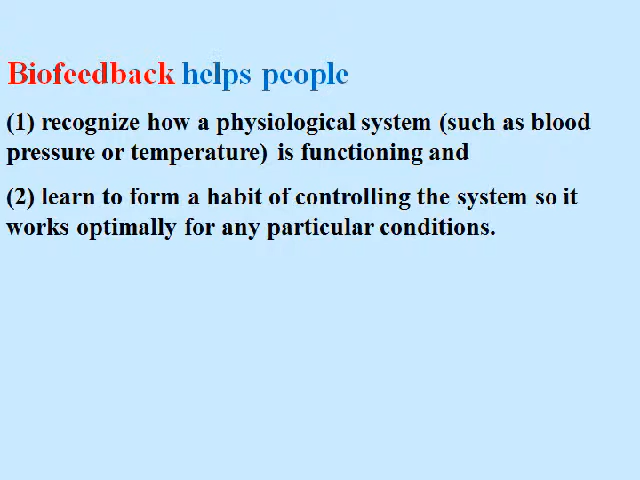 Biofeedback helps people
(1) recognize how a physiological system (such as blood
pressure or temperature) is functioning and
(2) learn to form a habit of controlling the system so it
works optimally for any particular conditions.